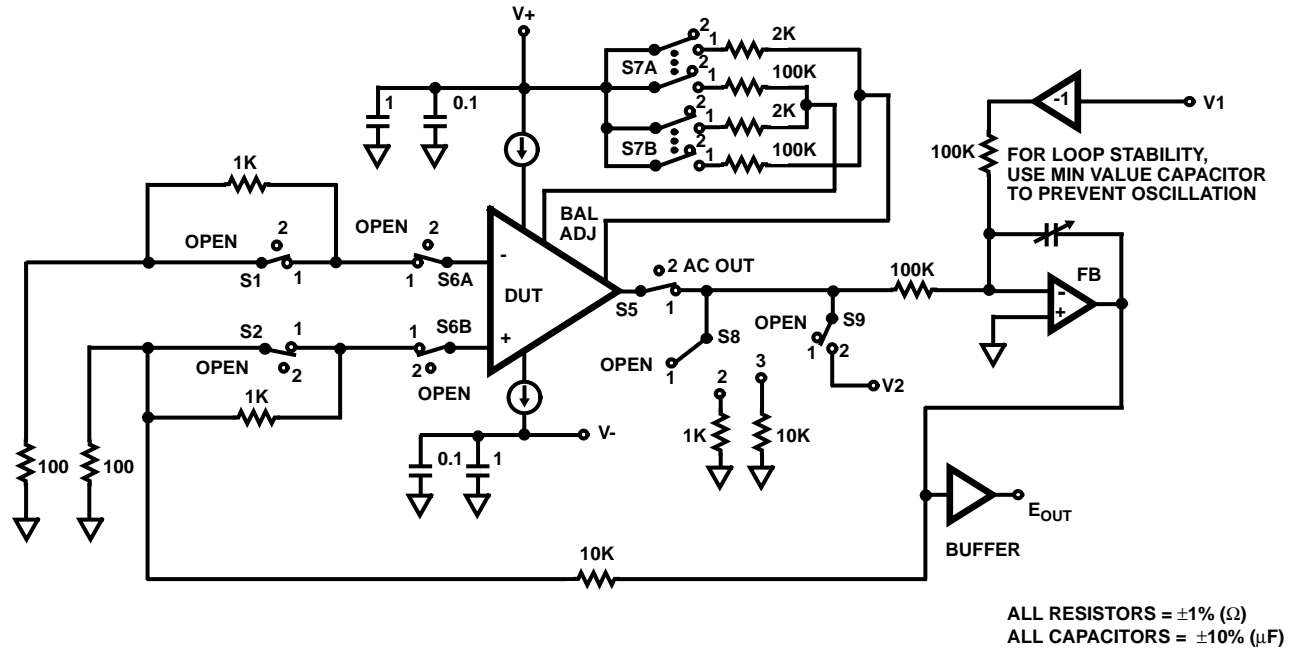 V+
2
1
2K
S7A
2
1
100K
2
1
2K
S7B
2
1
100K
1
0.1
-1
V1
100K
FOR LOOP STABILITY,
USE MIN VALUE CAPACITOR
TO PREVENT OSCILLATION
1K
OPEN
2
S1
1
OPEN
2
1
S6A
BAL
ADJ
-
DUT
+
S5
2 AC OUT
1
100K
-
+
FB
S2
1
OPEN
2
1
S6B
2
OPEN
1K
S8
OPEN
1
2
3
1K
10K
OPEN
S9
1
2
V2
V-
0.1
1
100
100
EOUT
BUFFER
10K
ALL RESISTORS = ±1% (Ω)
ALL CAPACITORS = ±10% (µF)